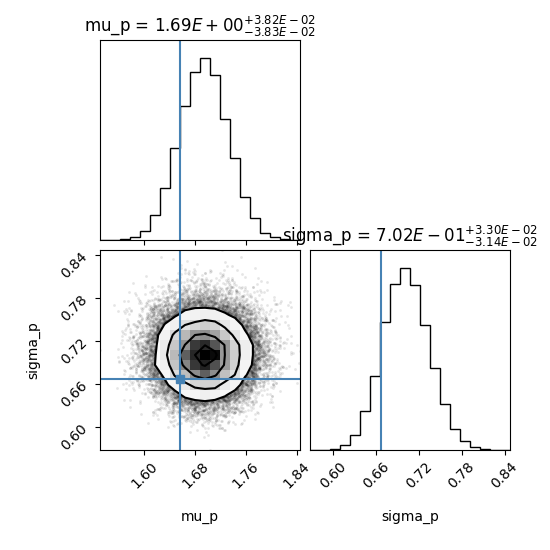 mu_p = 1.69E + 00+3.82E − 02
−3.83E − 02
sigma_p = 7.02E − 01+3.30E − 02
−3.14E − 02
0.84
0.78
0.72
0.66
0.60
sigma_p
1.60
1.68
1.76
1.84
mu_p
0.60
0.66
0.72
0.78
0.84
sigma_p